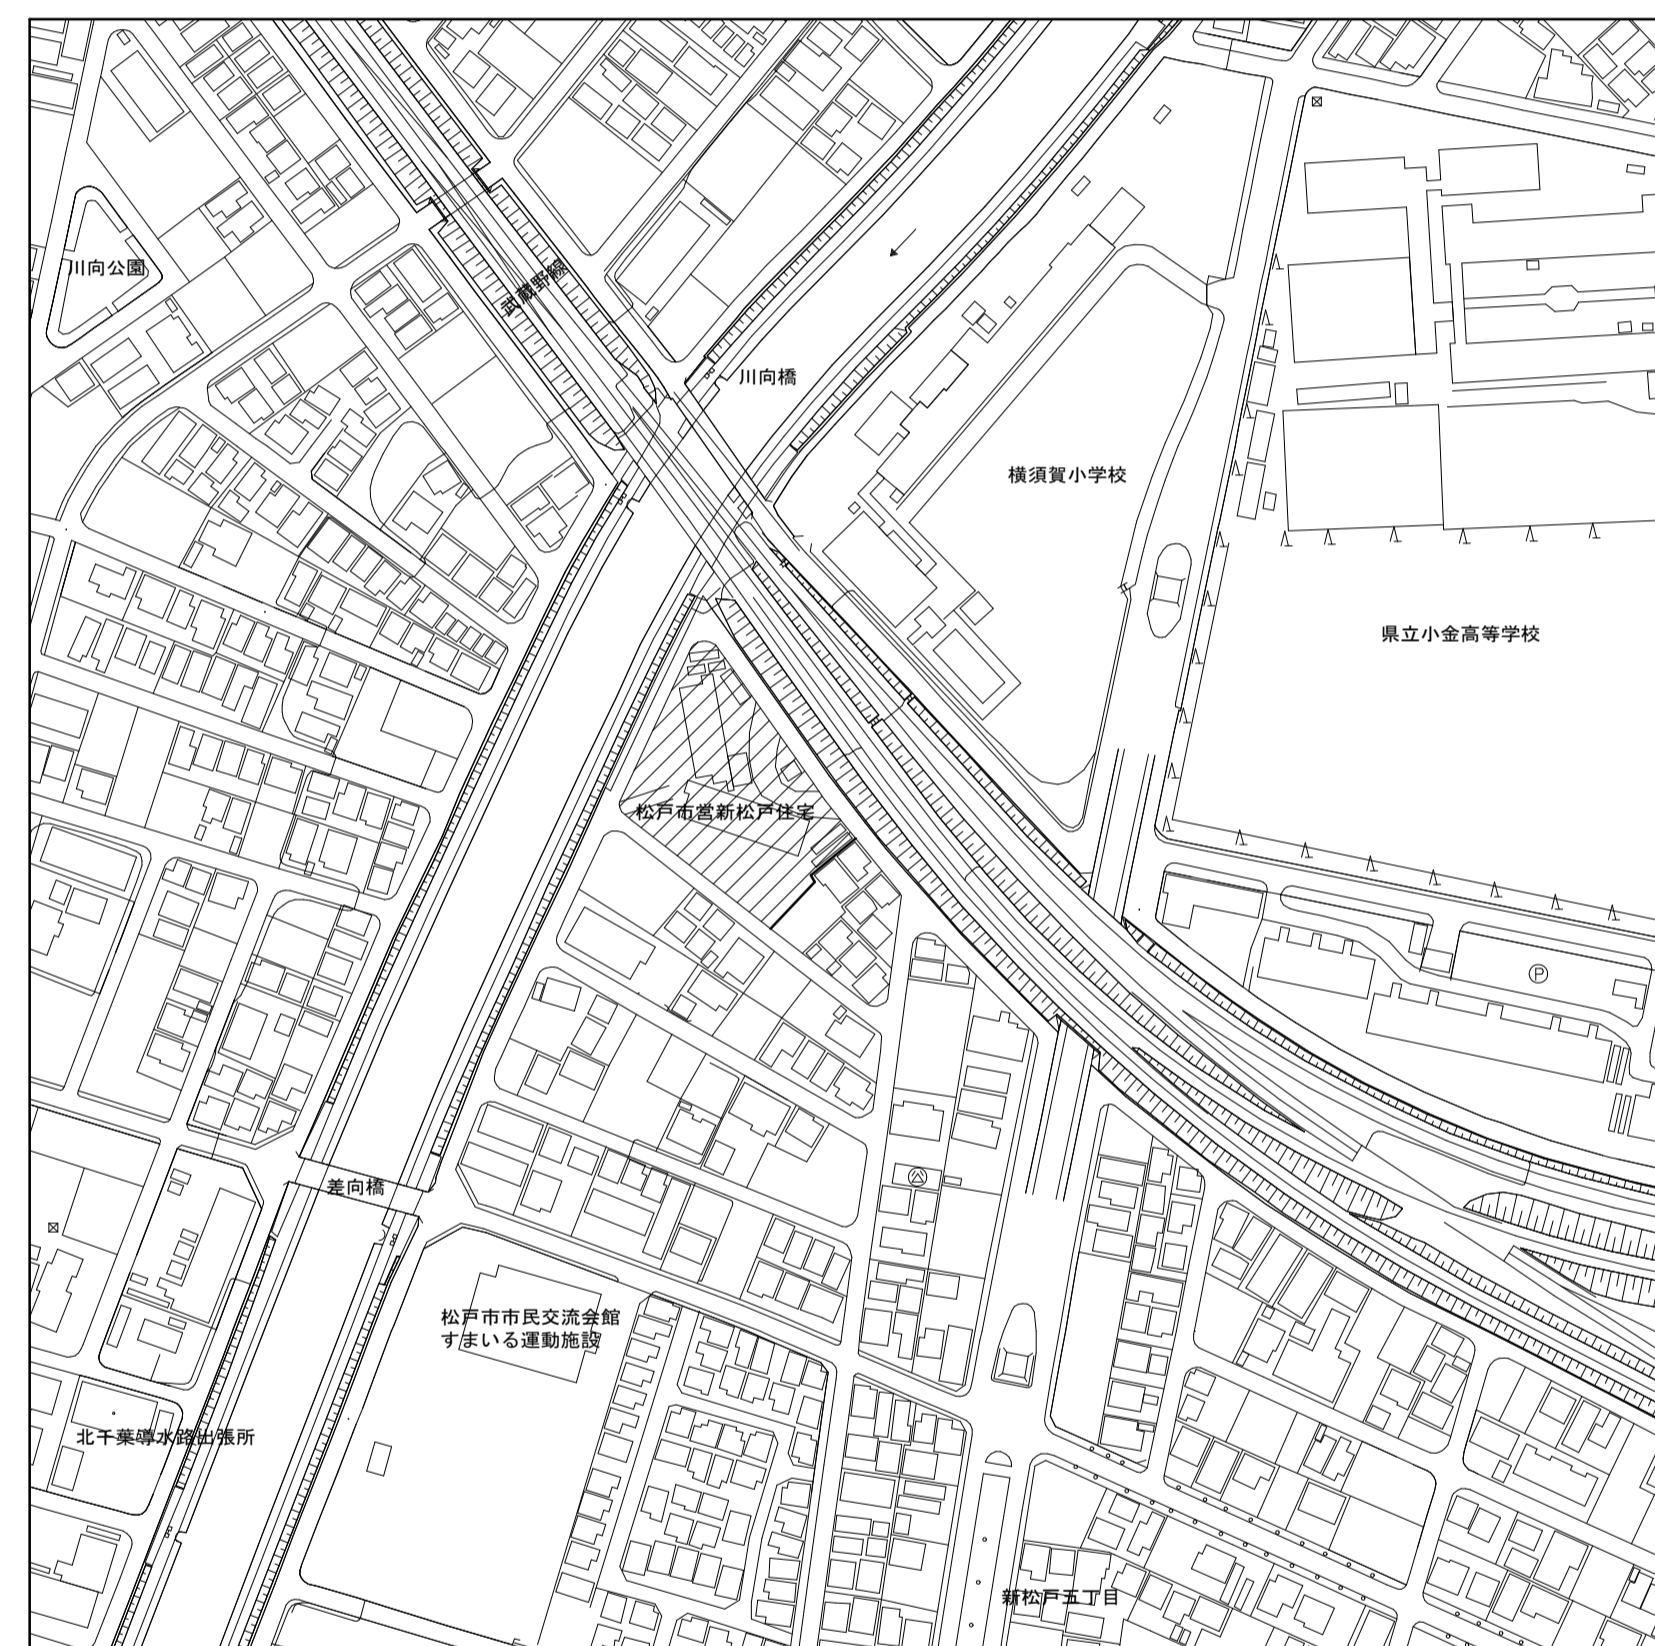 川向公園
武蔵野線
川向橋
横須賀小学校
県立小金高等学校
松戸市営新松戸住宅
P
差向橋
松戸市市民交流会館
すまいる運動施設
北千葉導水路出張所
新松戸五丁目